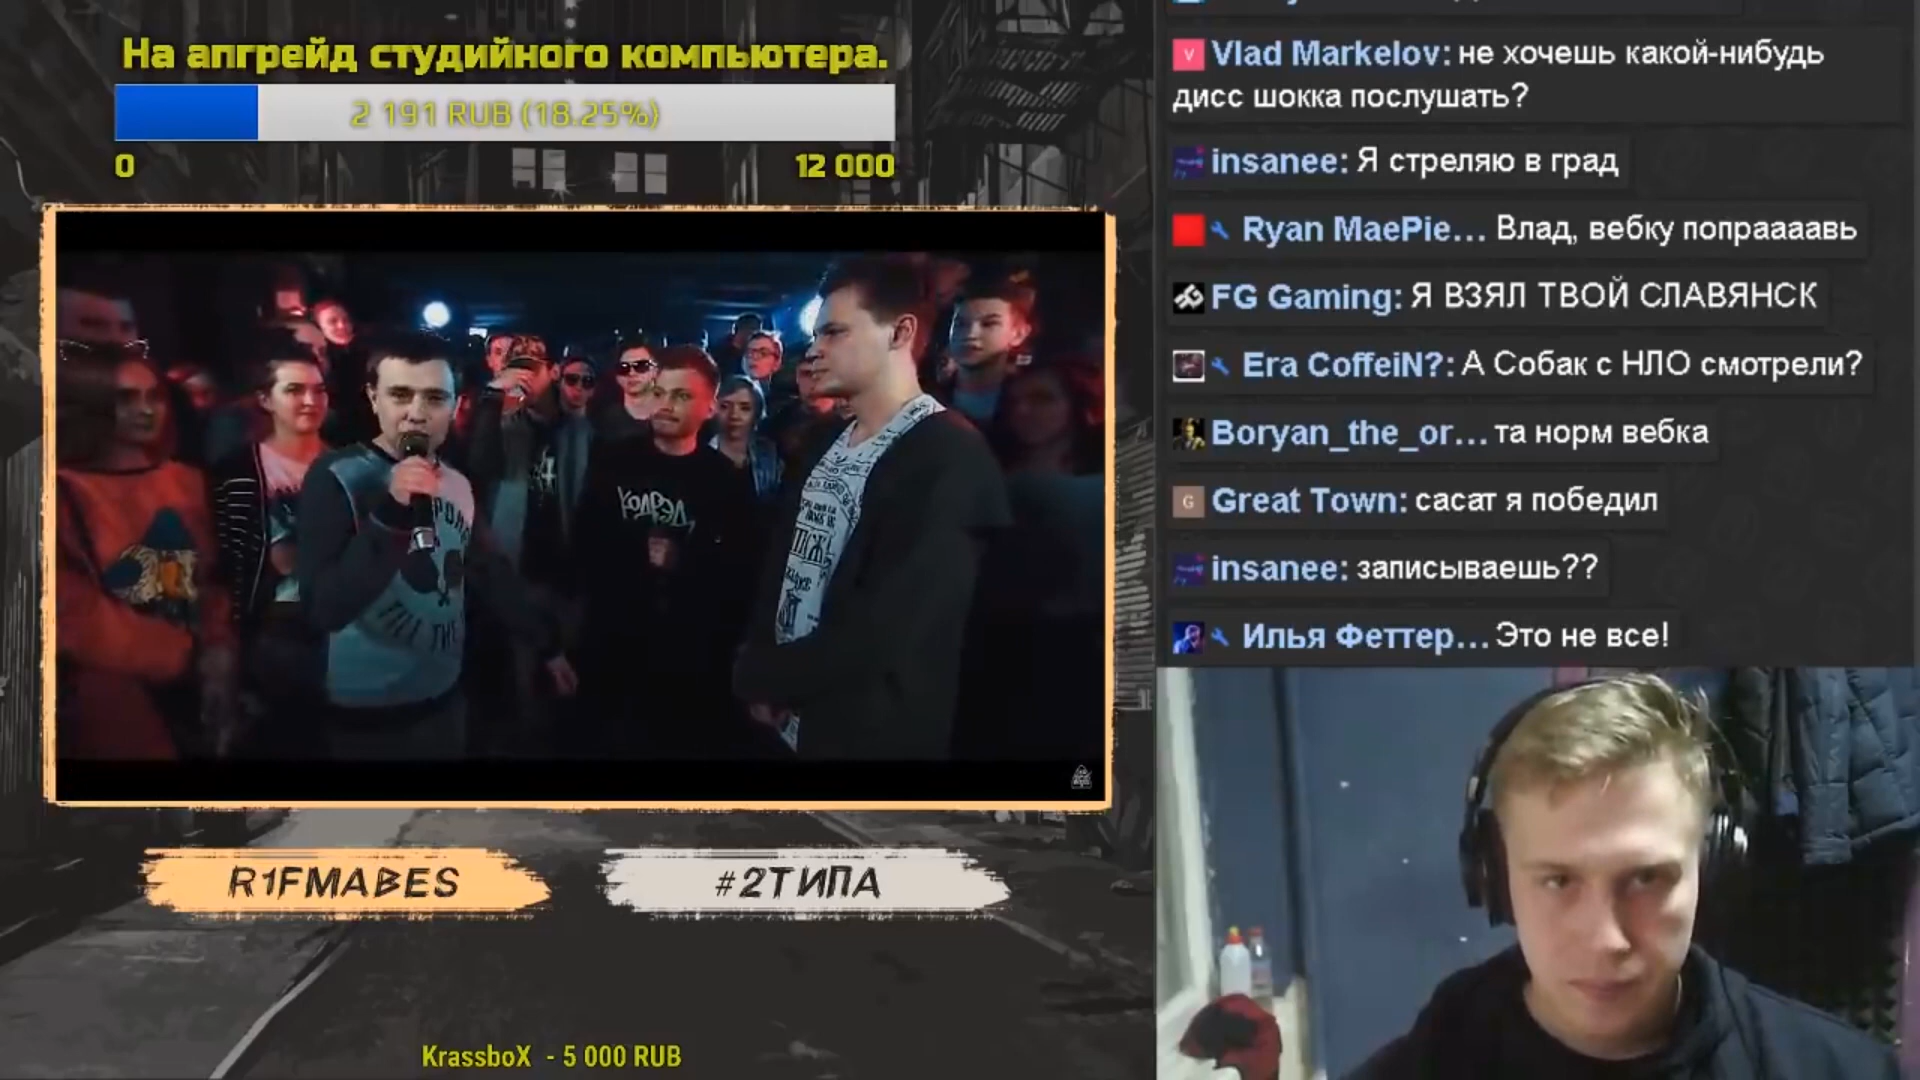 На апгрейд студийного компьютера.
2 191 RUB (18.25%)
0
12 000
ХОДРЭД
R1FMABES
#2ТИПА
KrassboX - 5 000 RUB
V Vlad Markelov: не хочешь какой-нибудь
дисс шокка послушать?
insanee: Я стреляю в град
Ryan MaePie... Влад, вебку попраааавь
FG Gaming: Я ВЗЯЛ ТВОЙ СЛАВЯНСК
Era CoffeiN?: А Собак с НЛО смотрели?
Boryan_the_or... та норм вебка
G Great Town: сасат я победил
insanee: записываешь??
Илья Феттер... Это не все!